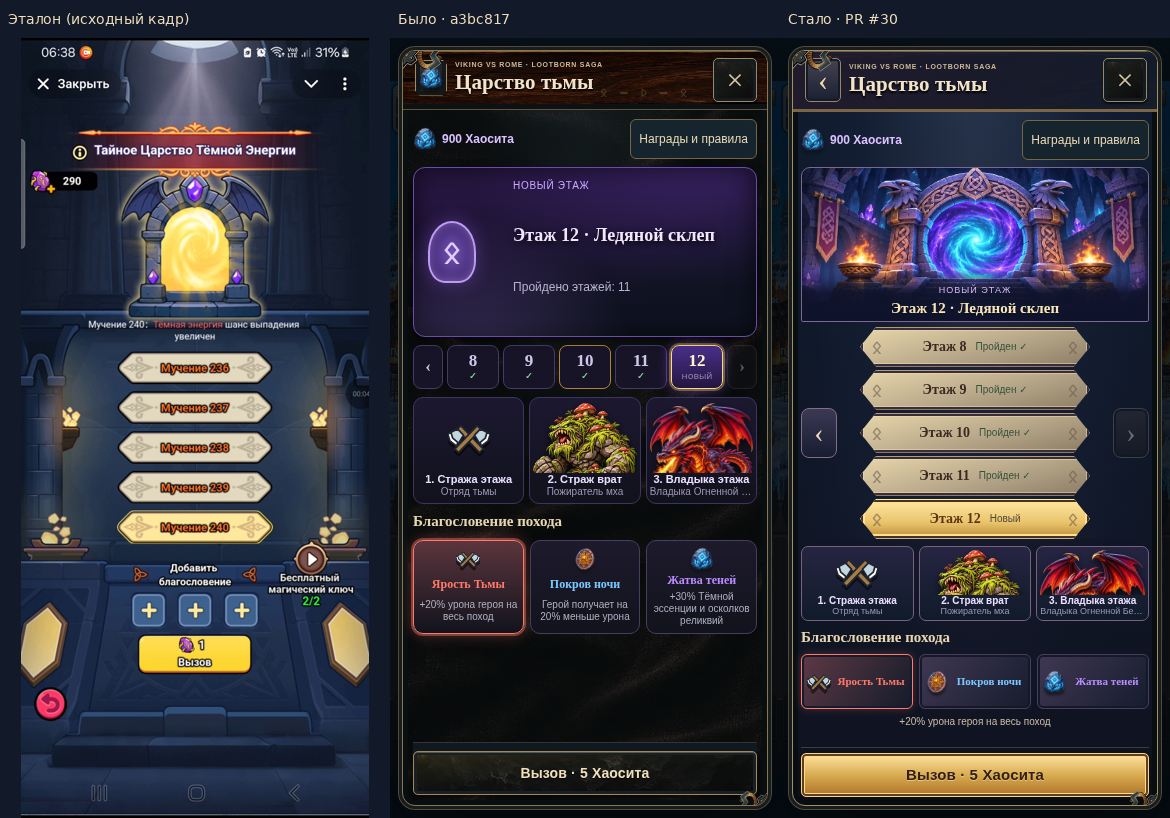 Эталон (исходный кадр)
06:38
31%
Закрыть
Тайное Царство Тёмной Энергии
290
Мучение 240: Темная энергия шанс выпадения
увеличен
Мучение 236
Мучение 237
00:04
Мучение 238
Мучение 239
Мучение 240
Добавить
благословение
Бесплатный
магический ключ
2/2
1
Вызов
Было · a3bc817
VIKING VS ROME · LOOTBORN SAGA
Царство тьмы
900 Хаосита
Награды и правила
НОВЫЙ ЭТАЖ
Этаж 12 · Ледяной склеп
Пройдено этажей: 11
‹
8
✓
9
✓
10
✓
11
✓
12
НОВЫЙ
›
1. Стража этажа
Отряд тьмы
2. Страж врат
Пожиратель мха
3. Владыка этажа
Владыка Огненной …
Благословение похода
Ярость Тьмы
+20% урона героя на
весь поход
Покров ночи
Герой получает на
20% меньше урона
Жатва теней
+30% Тёмной
эссенции и осколков
реликвий
Вызов · 5 Хаосита
Стало · PR #30
‹
VIKING VS ROME · LOOTBORN SAGA
Царство тьмы
900 Хаосита
Награды и правила
НОВЫЙ ЭТАЖ
Этаж 12 · Ледяной склеп
Этаж 8 Пройден ✓
Этаж 9 Пройден ✓
‹
Этаж 10 Пройден ✓
›
Этаж 11 Пройден ✓
Этаж 12 Новый
1. Стража этажа
Отряд тьмы
2. Страж врат
Пожиратель мха
3. Владыка этажа
Владыка Огненной Бе…
Благословение похода
Ярость Тьмы
Покров ночи
Жатва теней
+20% урона героя на весь поход
Вызов · 5 Хаосита